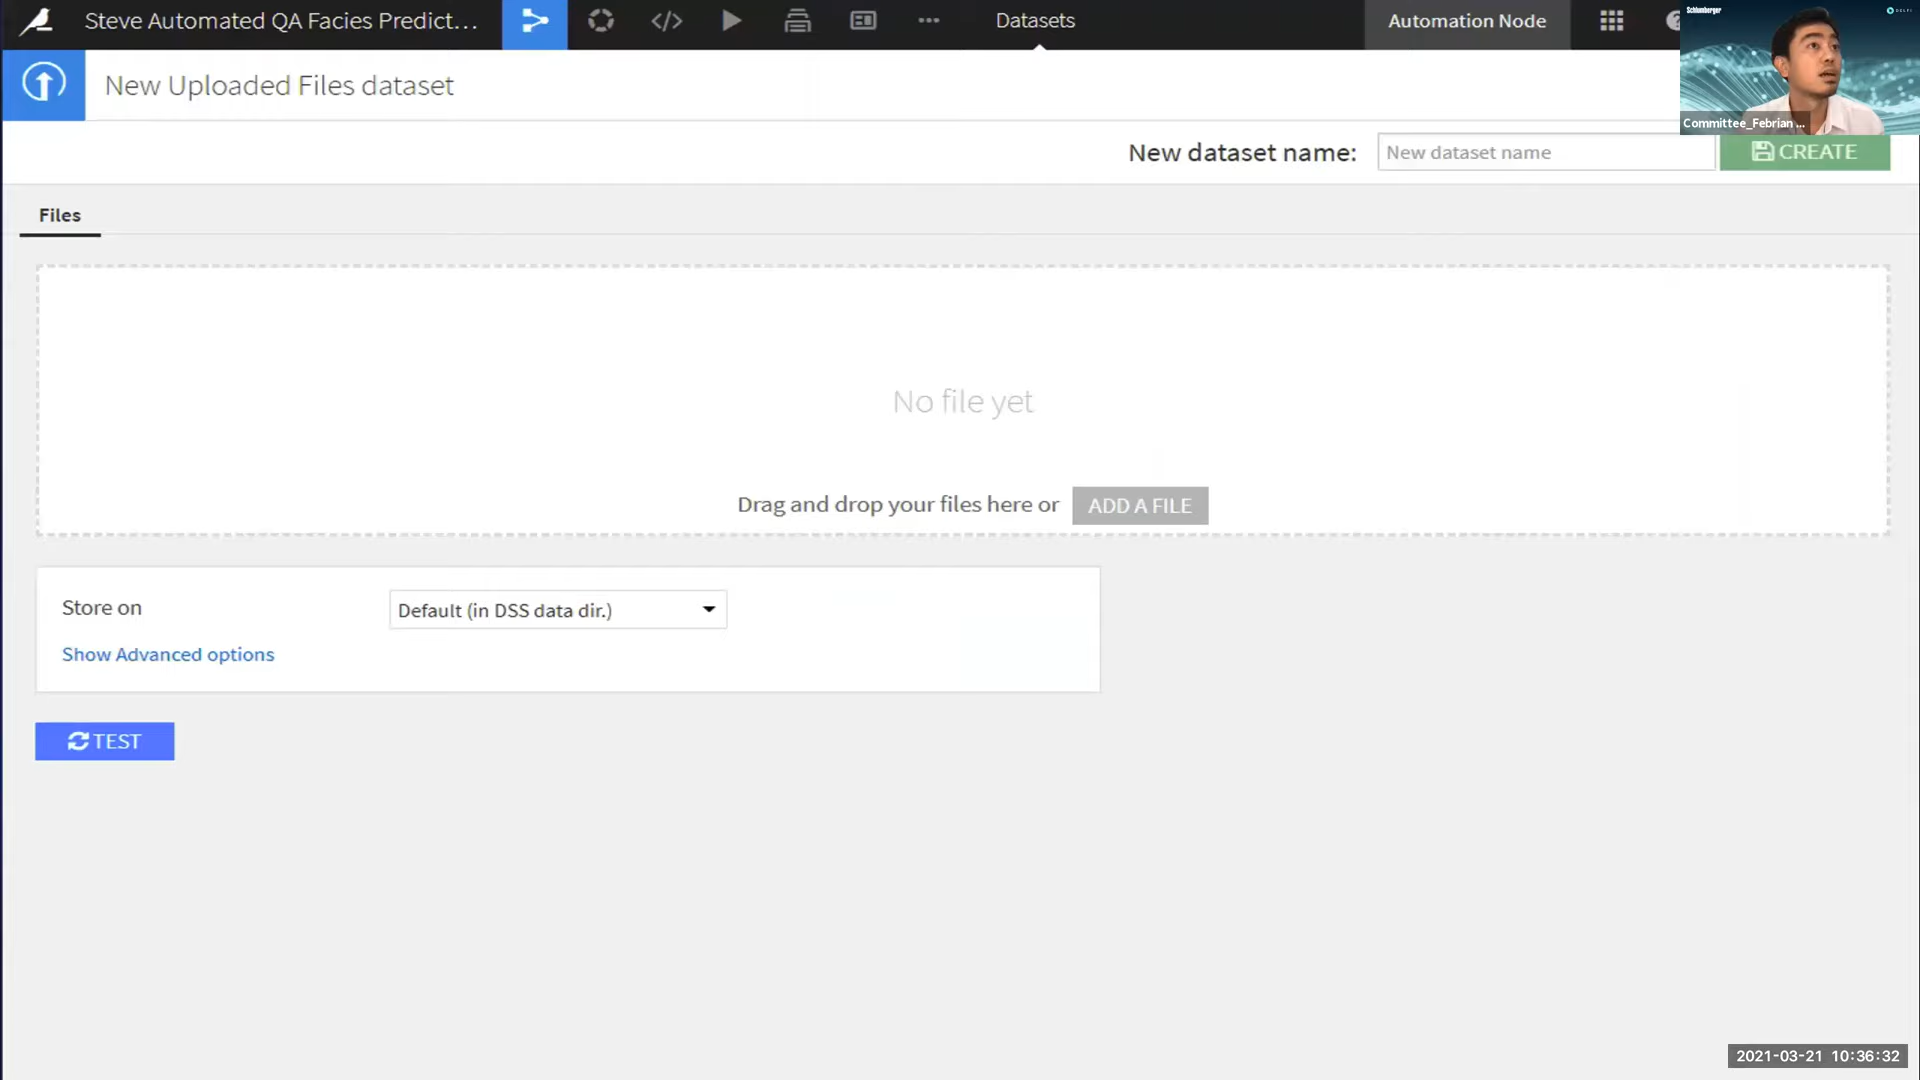 Steve Automated QA Facies Predict...
Datasets
Automation Node
Schlumberger
New Uploaded Files dataset
Committee_Febrian ...
New dataset name:
New dataset name
CREATE
Files
No file yet
Drag and drop your files here or
ADD A FILE
Store on
Default (in DSS data dir.)
Show Advanced options
TEST
2021-03-21 10:36:32